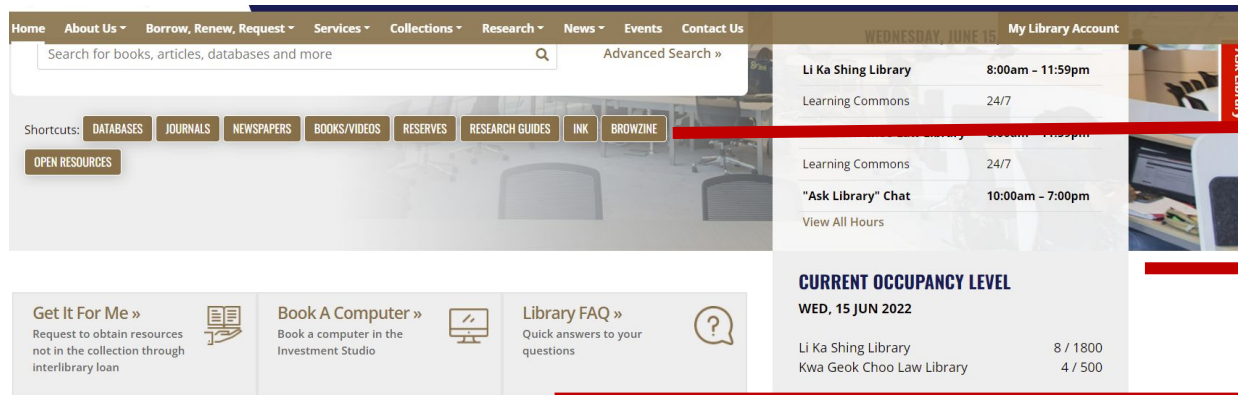 Home About Us Borrow, Renew, Request Services Collections Research News Events Contact Us My Library Account
Search for books, articles, databases and more
Advanced Search »
Shortcuts: DATABASES JOURNALS NEWSPAPERS BOOKS/VIDEOS RESERVES RESEARCH GUIDES INK BROWZINE
OPEN RESOURCES
WEDNESDAY, JUNE 15,
Li Ka Shing Library 8:00am – 11:59pm
Learning Commons 24/7
Learning Commons 24/7
"Ask Library" Chat 10:00am – 7:00pm
View All Hours
CURRENT OCCUPANCY LEVEL
WED, 15 JUN 2022
Li Ka Shing Library 8 / 1800
Kwa Geok Choo Law Library 4 / 500
Get It For Me »
Request to obtain resources
not in the collection through
interlibrary loan
Book A Computer »
Book a computer in the
Investment Studio
Library FAQ »
Quick answers to your
questions